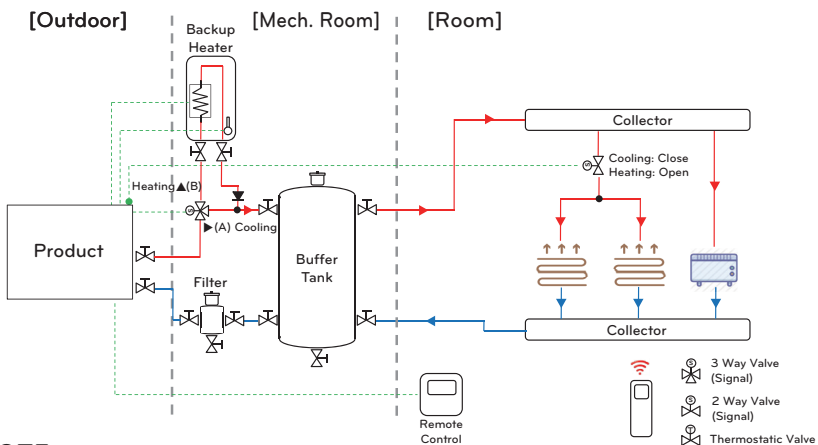 [Outdoor]
[Mech. Room]
[Room]
Backup
Heater
Collector
Cooling: Close
Heating: Open
Heating▲(B)
▶(A) Cooling
Product
Filter
Buffer
Tank
Collector
Remote
Control
S
3 Way Valve
(Signal)
S
2 Way Valve
(Signal)
T
Thermostatic Valve